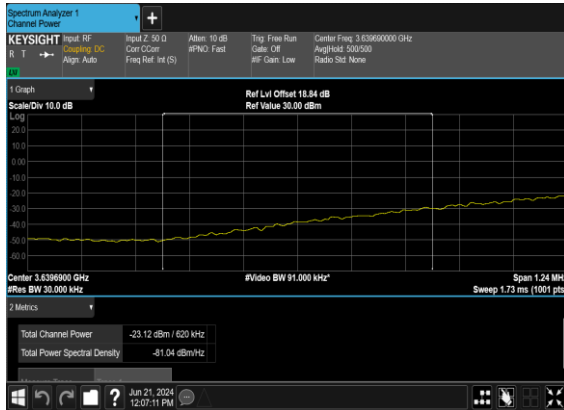 Spectrum Analyzer 1
Channel Power
KEYSIGHT Input: RF Input Z: 50 Ω Atten: 10 dB Trig: Free Run Center Freq: 3.639690000 GHz
R T Coupling: DC Corr CCorr #PNO: Fast Gate: Off Avg|Hold: 500/500
Align: Auto Freq Ref: Int (S) #IF Gain: Low Radio Std: None
LXI
1 Graph
Ref Lvl Offset 18.84 dB
Scale/Div 10.0 dB Ref Value 30.00 dBm
Log
20.0
10.0
0.00
-10.0
-20.0
-30.0
-40.0
-50.0
-60.0
Center 3.6396900 GHz #Video BW 91.000 kHz* Span 1.24 MH
#Res BW 30.000 kHz Sweep 1.73 ms (1001 pts
2 Metrics
Total Channel Power -23.12 dBm / 620 kHz
Total Power Spectral Density -81.04 dBm/Hz
? Jun 21, 2024
12:07:11 PM